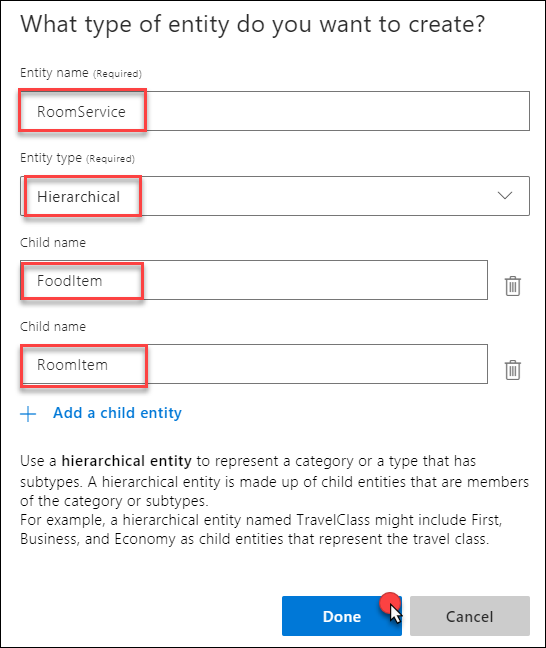 What type of entity do you want to create?
Entity name (Required)
RoomService
Entity type (Required)
Hierarchical
Child name
FoodItem
Child name
RoomItem
Add a child entity
Use a hierarchical entity to represent a category or a type that has
subtypes. A hierarchical entity is made up of child entities that are members
of the category or subtypes.
For example, a hierarchical entity named TravelClass might include First,
Business, and Economy as child entities that represent the travel class.
Done Cancel